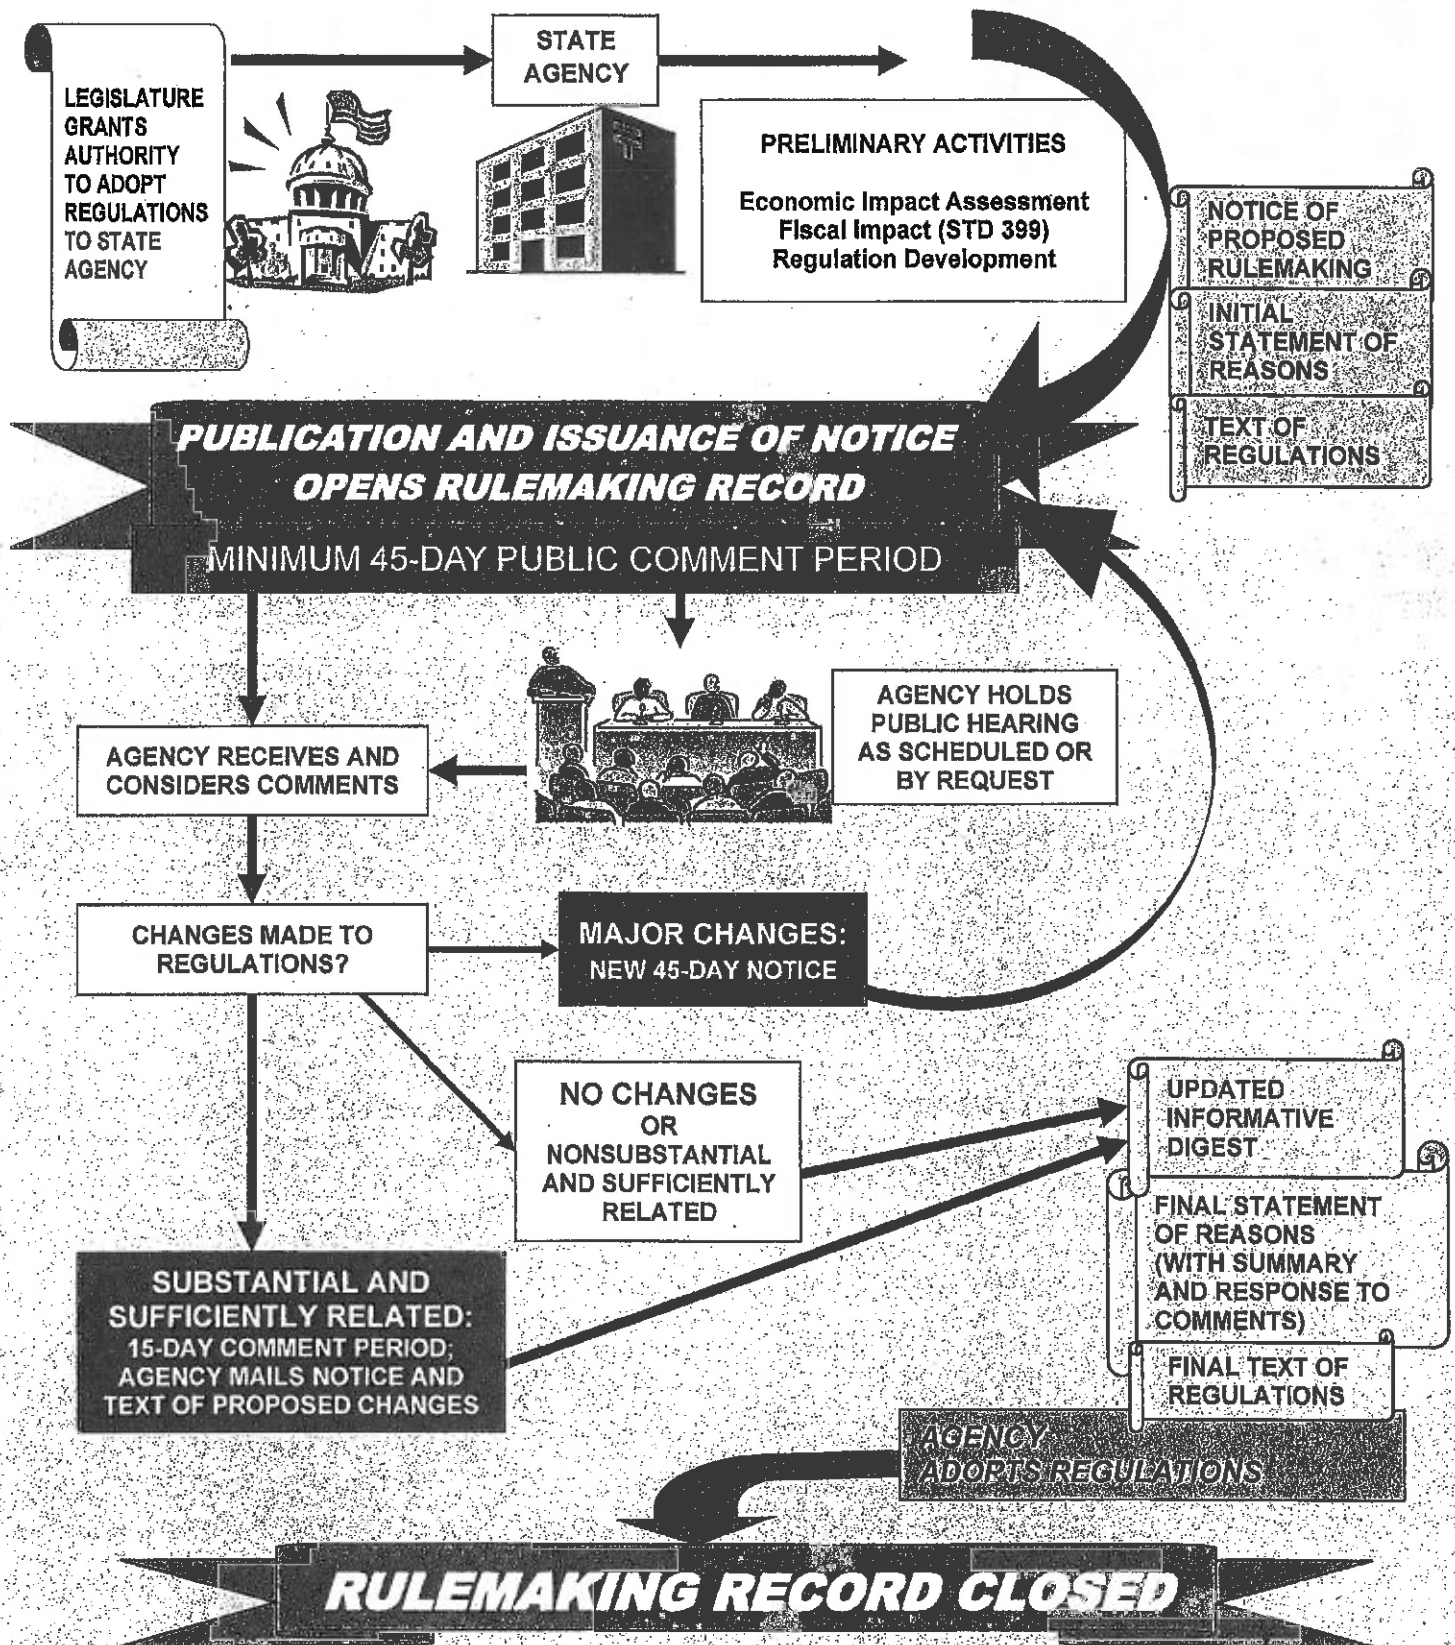 LEGISLATURE
GRANTS
AUTHORITY
TO ADOPT
REGULATIONS
TO STATE
AGENCY
STATE
AGENCY
PRELIMINARY ACTIVITIES
Economic Impact Assessment
Fiscal Impact (STD 399)
Regulation Development
NOTICE OF
PROPOSED
RULEMAKING
INITIAL
STATEMENT OF
REASONS
TEXT OF
REGULATIONS
PUBLICATION AND ISSUANCE OF NOTICE
OPENS RULEMAKING RECORD
MINIMUM 45-DAY PUBLIC COMMENT PERIOD
AGENCY HOLDS
PUBLIC HEARING
AS SCHEDULED OR
BY REQUEST
AGENCY RECEIVES AND
CONSIDERS COMMENTS
CHANGES MADE TO
REGULATIONS?
MAJOR CHANGES:
NEW 45-DAY NOTICE
NO CHANGES
OR
NONSUBSTANTIAL
AND SUFFICIENTLY
RELATED
SUBSTANTIAL AND
SUFFICIENTLY RELATED:
15-DAY COMMENT PERIOD;
AGENCY MAILS NOTICE AND
TEXT OF PROPOSED CHANGES
UPDATED
INFORMATIVE
DIGEST
FINAL STATEMENT
OF REASONS
(WITH SUMMARY
AND RESPONSE TO
COMMENTS)
FINAL TEXT OF
REGULATIONS
AGENCY
ADOPTS REGULATIONS
RULEMAKING RECORD CLOSED